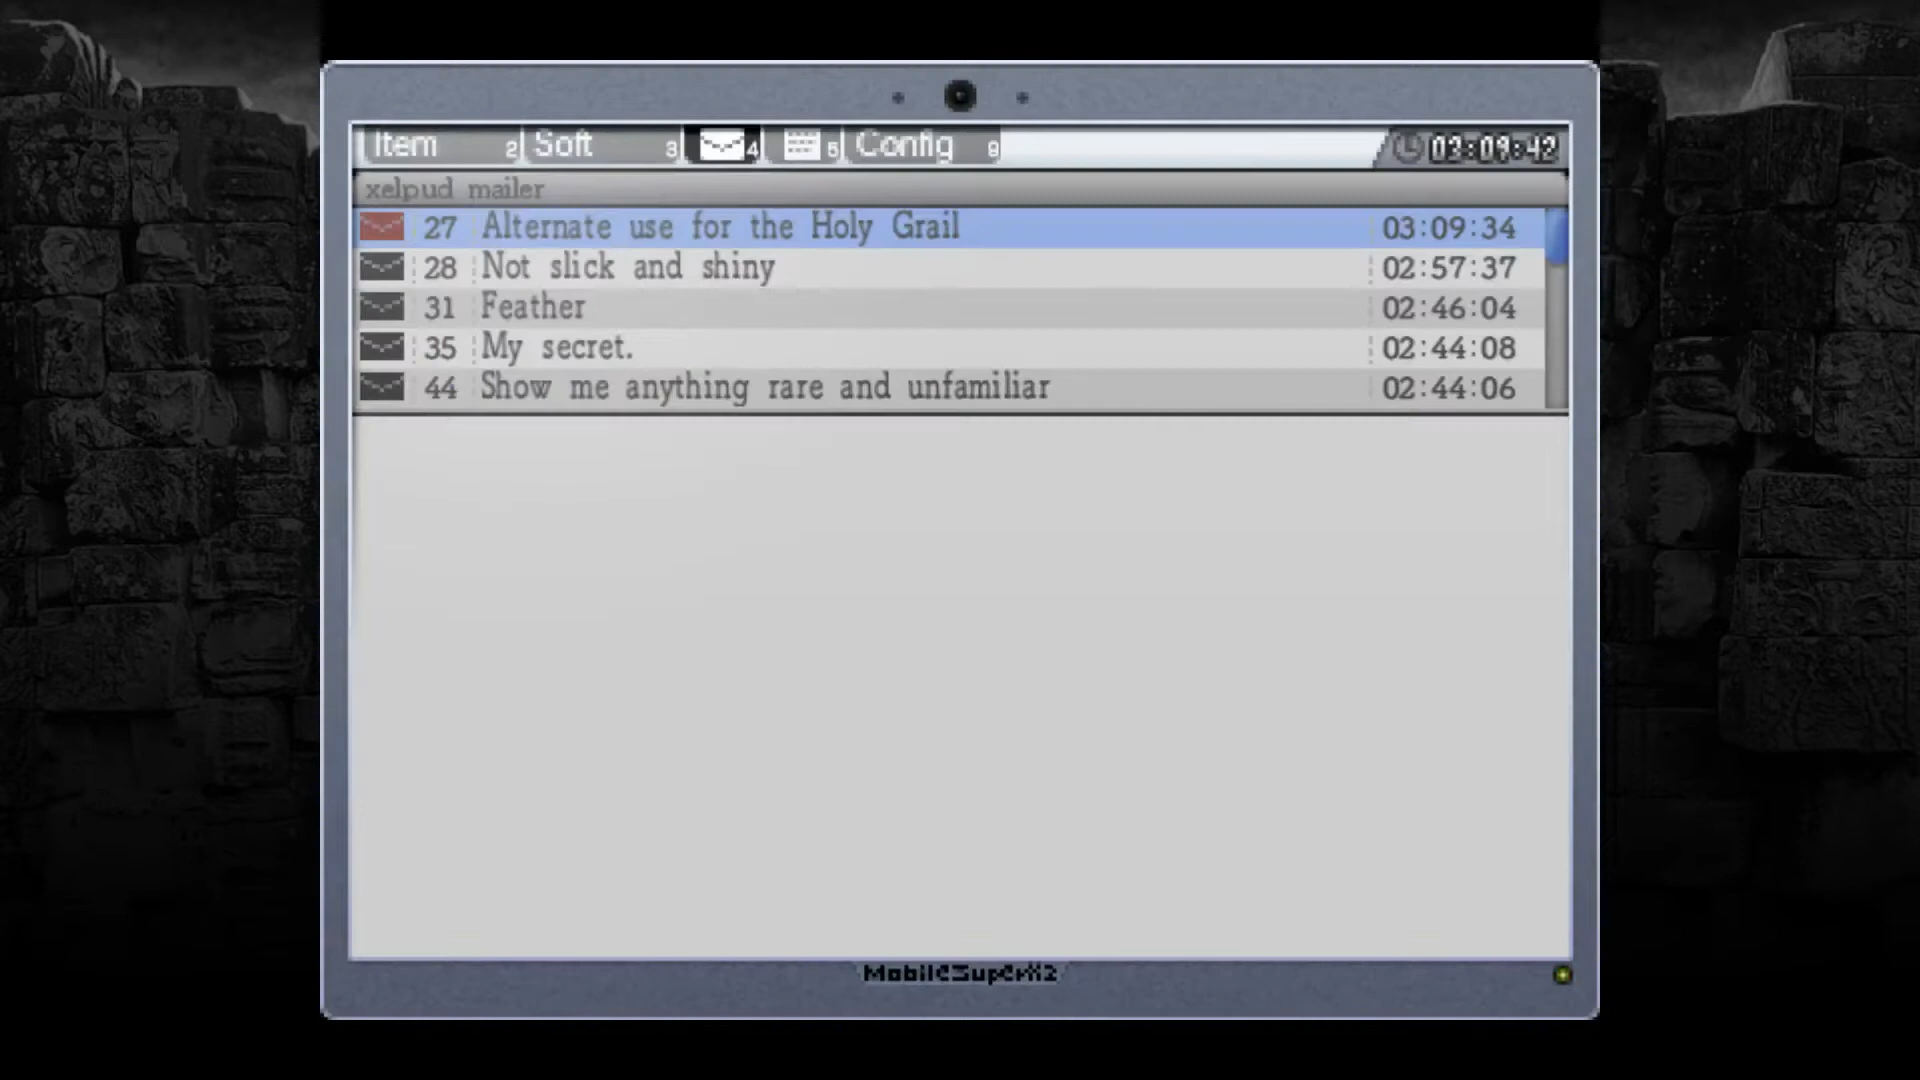 Item 2 Soft 3 4 5 Config 9 03:09:42
xelpud mailer
27 Alternate use for the Holy Grail 03:09:34
28 Not slick and shiny 02:57:37
31 Feather 02:46:04
35 My secret. 02:44:08
44 Show me anything rare and unfamiliar 02:44:06
MobileSuperX2